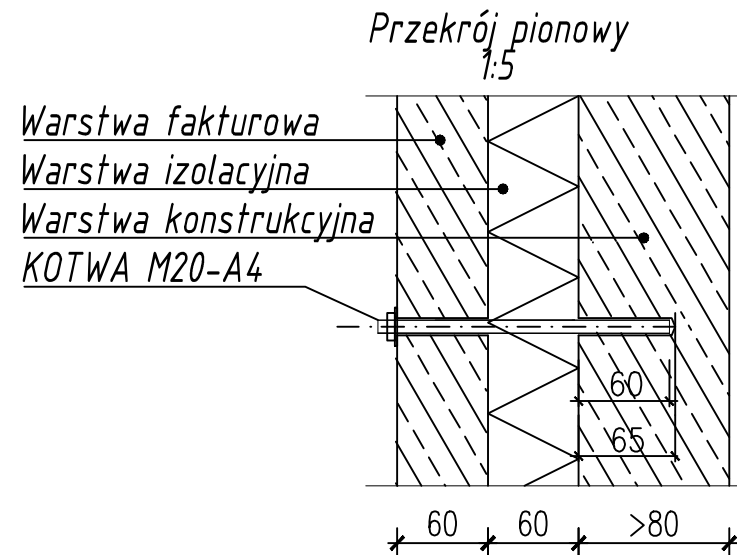 Przekrój pionowy
1:5
Warstwa fakturowa
Warstwa izolacyjna
Warstwa konstrukcyjna
KOTWA M20-A4
60
65
60 60 >80